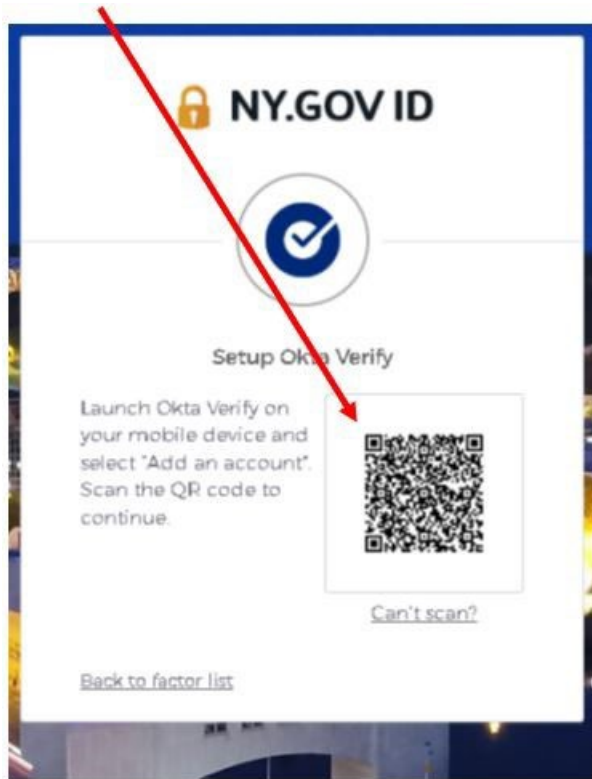 NY.GOV ID
Setup Okta Verify
Launch Okta Verify on
your mobile device and
select "Add an account".
Scan the QR code to
continue.
Can't scan?
Back to factor list